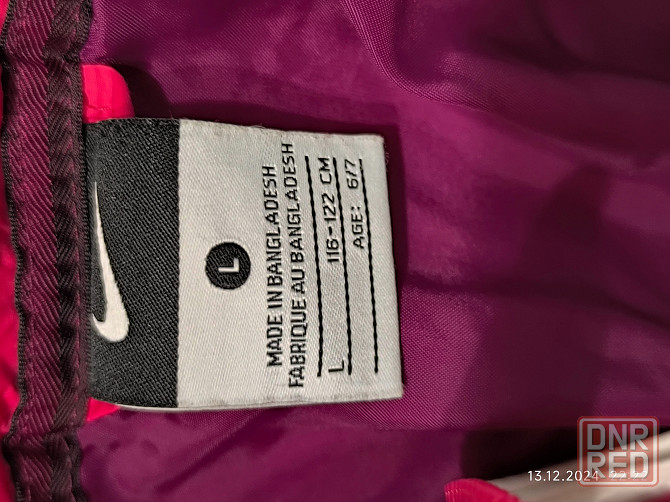 L
MADE IN BANGLADESH
FABRIQUE AU BANGLADESH
L 116-122 CM
AGE: 6/7
DNR
RED
13.12.2024